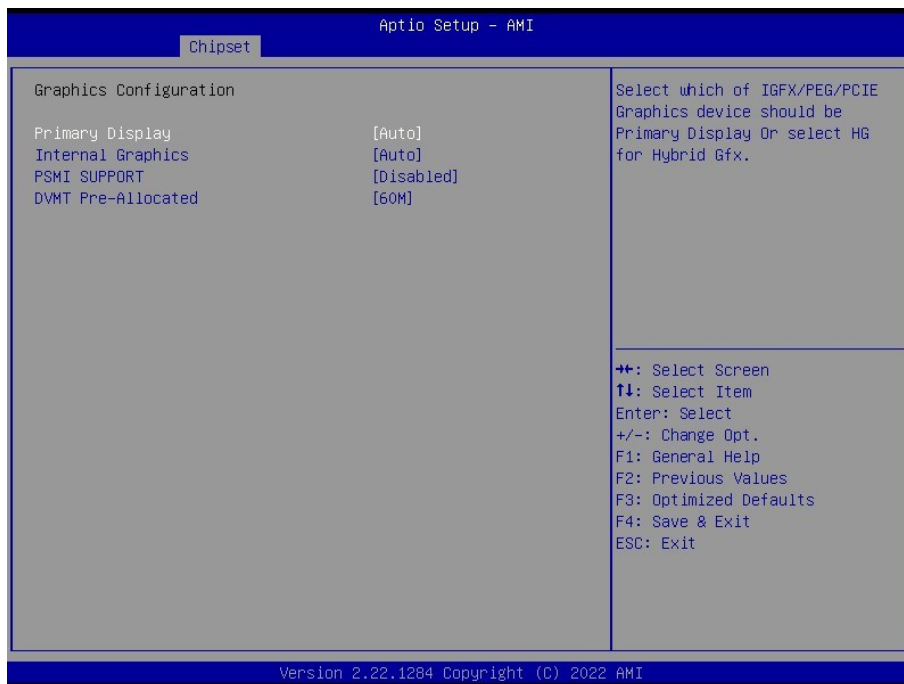 Aptio Setup - AMI
Chipset
Graphics Configuration
Primary Display [Auto]
Internal Graphics [Auto]
PSMI SUPPORT [Disabled]
DVMT Pre-Allocated [60M]
Select which of IGFX/PEG/PCIE
Graphics device should be
Primary Display Or select HG
for Hybrid Gfx.
→←: Select Screen
↑↓: Select Item
Enter: Select
+/-: Change Opt.
F1: General Help
F2: Previous Values
F3: Optimized Defaults
F4: Save & Exit
ESC: Exit
Version 2.22.1284 Copyright (C) 2022 AMI